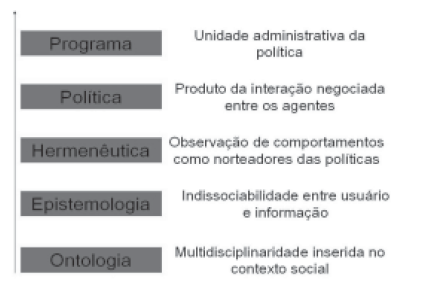 Programa
Unidade administrativa da
política
Política
Produto da interação negociada
entre os agentes
Hermenêutica
Observação de comportamentos
como norteadores das políticas
Epistemologia
Indissociabilidade entre usuário
e informação
Ontologia
Multidisciplinaridade inserida no
contexto social